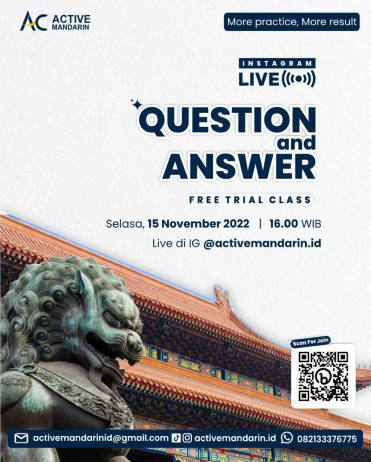 AC ACTIVE
MANDARIN
More practice, More result
INSTAGRAM
LIVE
QUESTION
and
ANSWER
FREE TRIAL CLASS
Selasa, 15 November 2022 | 16.00 WIB
Live di IG @activemandarin.id
Scan For Join
activemandarinid@gmail.com activemandarin.id 082133376775